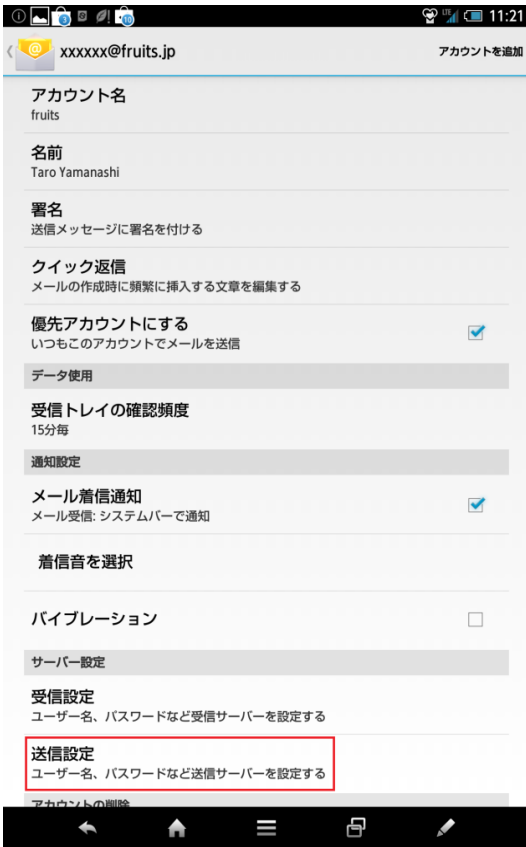 11:21
xxxxxx@fruits.jp アカウントを追加
アカウント名
fruits
名前
Taro Yamanashi
署名
送信メッセージに署名を付ける
クイック返信
メールの作成時に頻繁に挿入する文章を編集する
優先アカウントにする
いつもこのアカウントでメールを送信
データ使用
受信トレイの確認頻度
15分毎
通知設定
メール着信通知
メール受信: システムバーで通知
着信音を選択
バイブレーション
サーバー設定
受信設定
ユーザー名、パスワードなど受信サーバーを設定する
送信設定
ユーザー名、パスワードなど送信サーバーを設定する
アカウントの削除